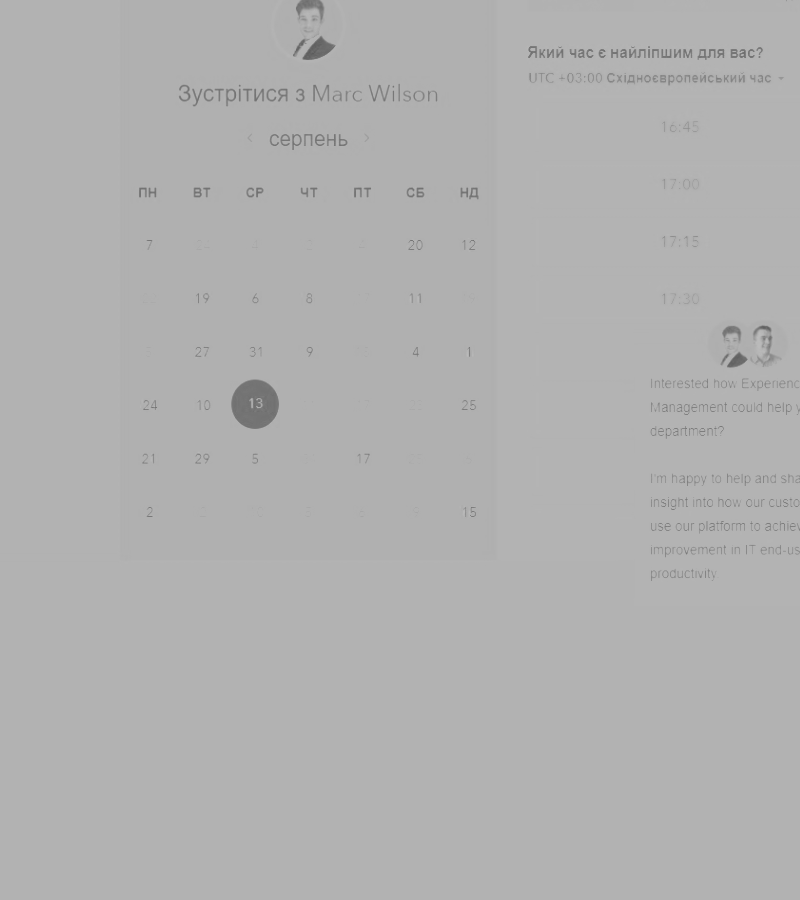 Зустрітися з Marc Wilson
серпень
ПН ВТ СР ЧТ ПТ СБ НД
7 20 12
19 6 8 11
27 31 9 4 1
24 10 13 25
21 29 5 17
2 15
Який час є найліпшим для вас?
UTC +03:00 Східноєвропейський час
16:45
17:00
17:15
17:30
Interested how Experienc
Management could help y
department?
I'm happy to help and sha
insight into how our custo
use our platform to achiev
improvement in IT end-us
productivity.